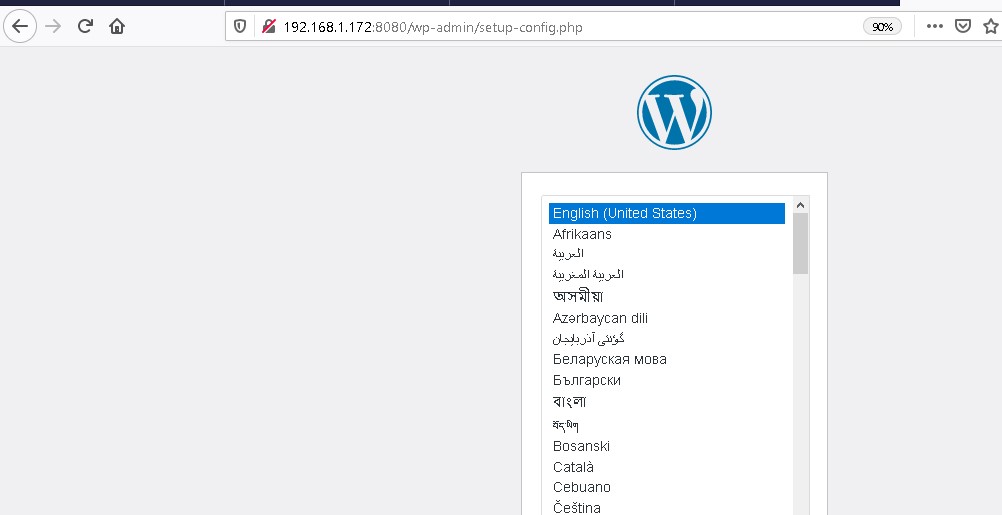 192.168.1.172:8080/wp-admin/setup-config.php
90%
English (United States)
Afrikaans
العربية
العربية المغربية
অসমীয়া
Azərbaycan dili
گؤنئی آذربایجان
Беларуская мова
Български
বাংলা
བོད་ཡིག
Bosanski
Català
Cebuano
Čeština